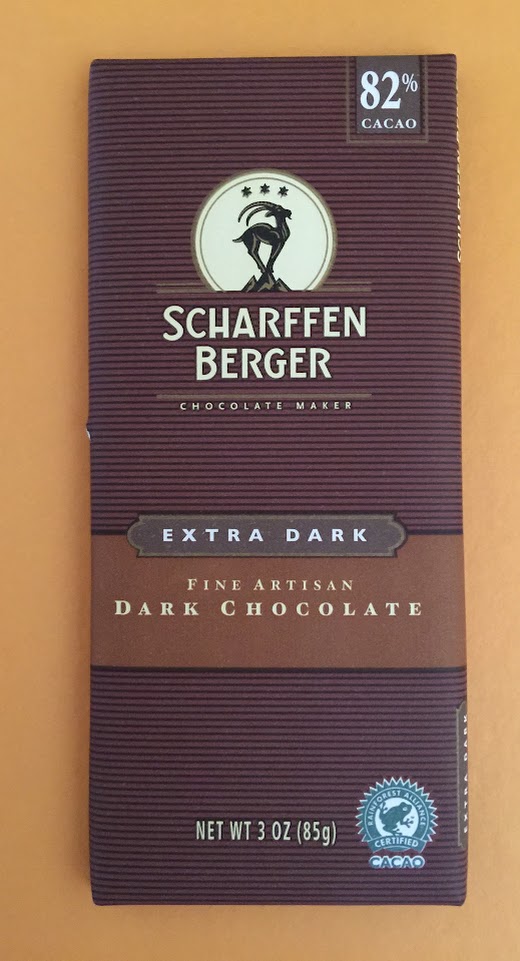 82%
CACAO
SCHARFFEN
BERGER
CHOCOLATE MAKER
EXTRA DARK
FINE ARTISAN
DARK CHOCOLATE
EXTRA DARK
NET WT 3 OZ (85g)
RAINFOREST ALLIANCE
CERTIFIED
CACAO